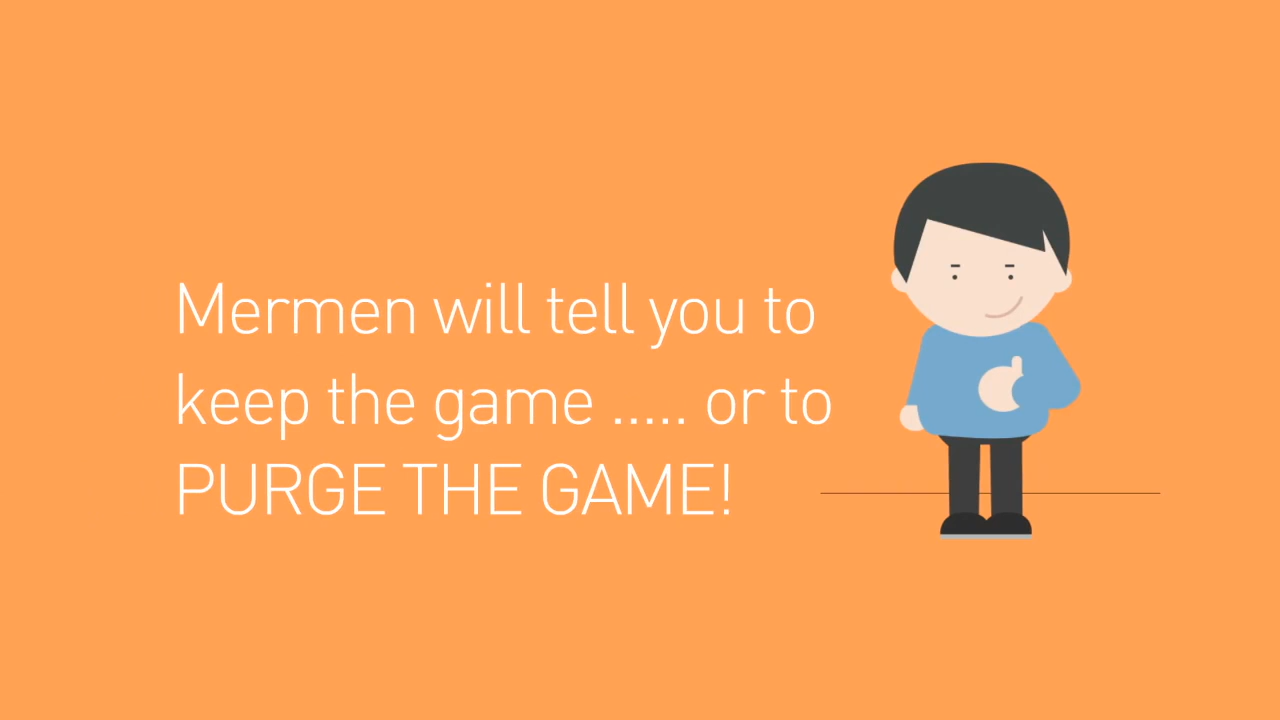 Mermen will tell you to
keep the game ..... or to
PURGE THE GAME!